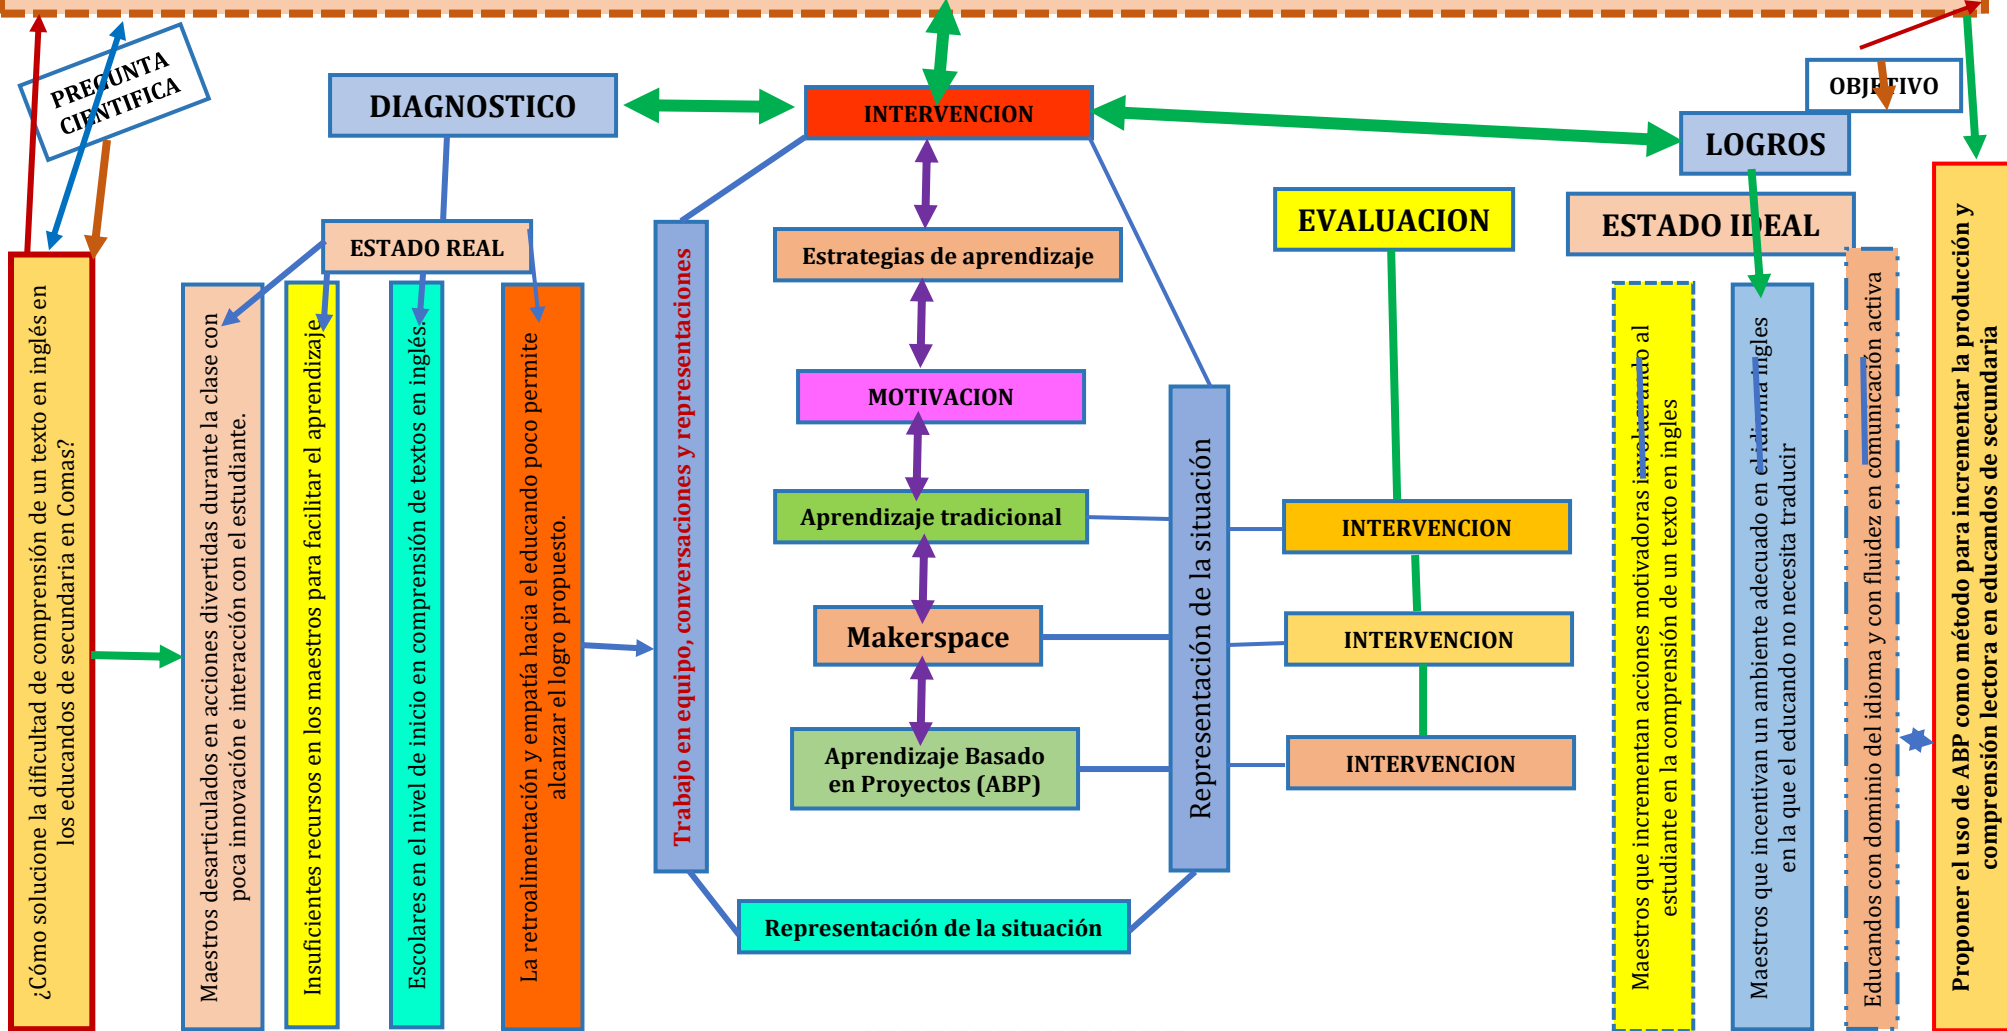 PREGUNTA
CIENTIFICA
DIAGNOSTICO
INTERVENCION
OBJETIVO
LOGROS
ESTADO REAL
Estrategias de aprendizaje
EVALUACION
ESTADO IDEAL
¿Cómo solucione la dificultad de comprensión de un texto en inglés en
los educandos de secundaria en Comas?
Maestros desarticulados en acciones divertidas durante la clase con
poca innovación e interacción con el estudiante.
Insuficientes recursos en los maestros para facilitar el aprendizaje
Escolares en el nivel de inicio en comprensión de textos en inglés.
La retroalimentación y empatía hacia el educando poco permite
alcanzar el logro propuesto.
Trabajo en equipo, conversaciones y representaciones
MOTIVACION
Aprendizaje tradicional
Makerspace
Aprendizaje Basado
en Proyectos (ABP)
Representación de la situación
Representación de la situación
INTERVENCION
INTERVENCION
INTERVENCION
Maestros que incrementan acciones motivadoras involucrando al
estudiante en la comprensión de un texto en ingles
Maestros que incentivan un ambiente adecuado en el idioma ingles
en la que el educando no necesita traducir
Educandos con dominio del idioma y con fluidez en comunicación activa
Proponer el uso de ABP como método para incrementar la producción y
comprensión lectora en educandos de secundaria